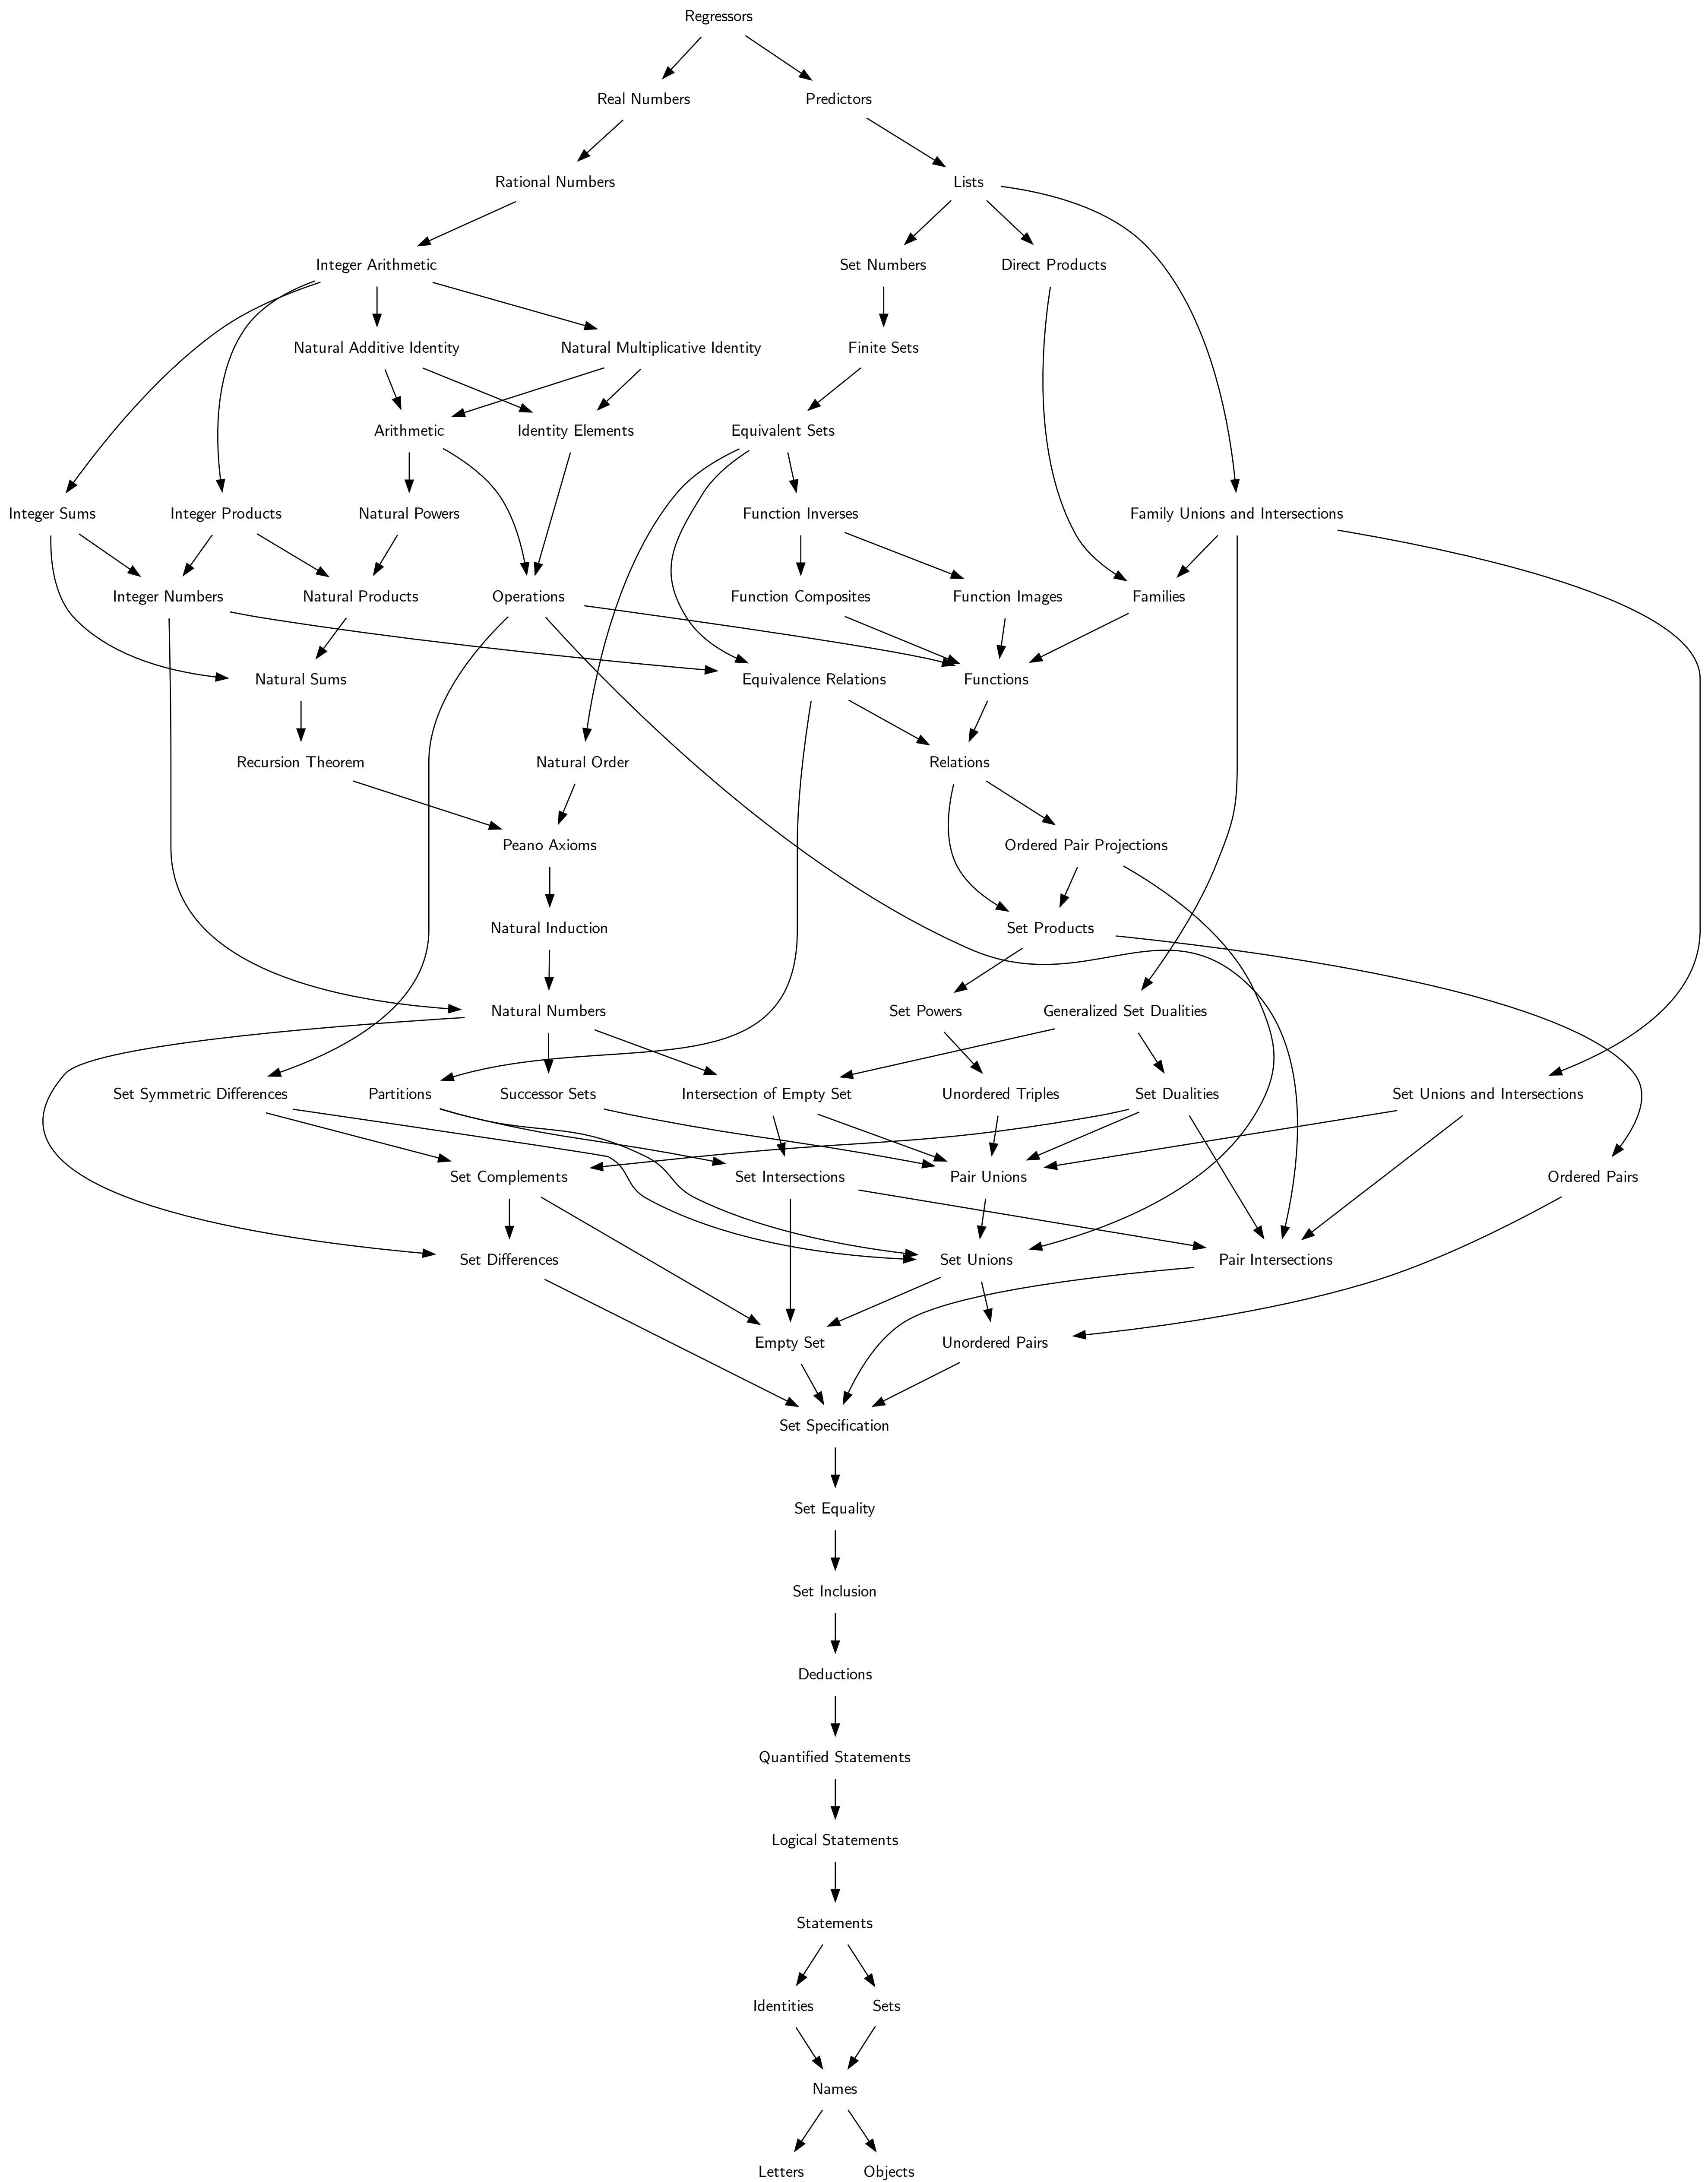 Regressors
Real Numbers
Predictors
Rational Numbers
Lists
Integer Arithmetic
Set Numbers
Direct Products
Natural Additive Identity
Natural Multiplicative Identity
Finite Sets
Arithmetic
Identity Elements
Equivalent Sets
Integer Sums
Integer Products
Natural Powers
Function Inverses
Family Unions and Intersections
Integer Numbers
Natural Products
Operations
Function Composites
Function Images
Families
Natural Sums
Equivalence Relations
Functions
Recursion Theorem
Natural Order
Relations
Peano Axioms
Ordered Pair Projections
Natural Induction
Set Products
Natural Numbers
Set Powers
Generalized Set Dualities
Set Symmetric Differences
Partitions
Successor Sets
Intersection of Empty Set
Unordered Triples
Set Dualities
Set Unions and Intersections
Set Complements
Set Intersections
Pair Unions
Ordered Pairs
Set Differences
Set Unions
Pair Intersections
Empty Set
Unordered Pairs
Set Specification
Set Equality
Set Inclusion
Deductions
Quantified Statements
Logical Statements
Statements
Identities
Sets
Names
Letters
Objects